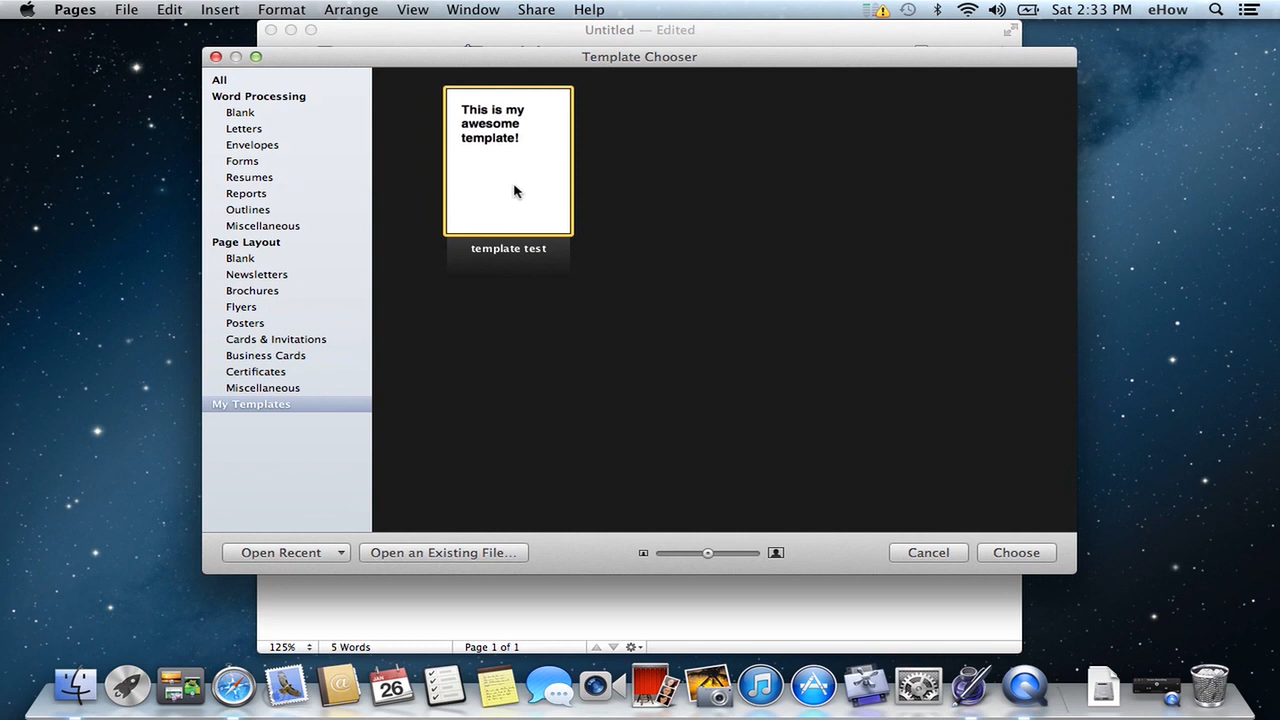 Pages File Edit Insert Format Arrange View Window Share Help Sat 2:33 PM eHow
Untitled — Edited
Template Chooser
All
Word Processing
Blank
Letters
Envelopes
Forms
Resumes
Reports
Outlines
Miscellaneous
Page Layout
Blank
Newsletters
Brochures
Flyers
Posters
Cards & Invitations
Business Cards
Certificates
Miscellaneous
My Templates
This is my
awesome
template!
template test
Open Recent Open an Existing File... Cancel Choose
125% 5 Words Page 1 of 1
26